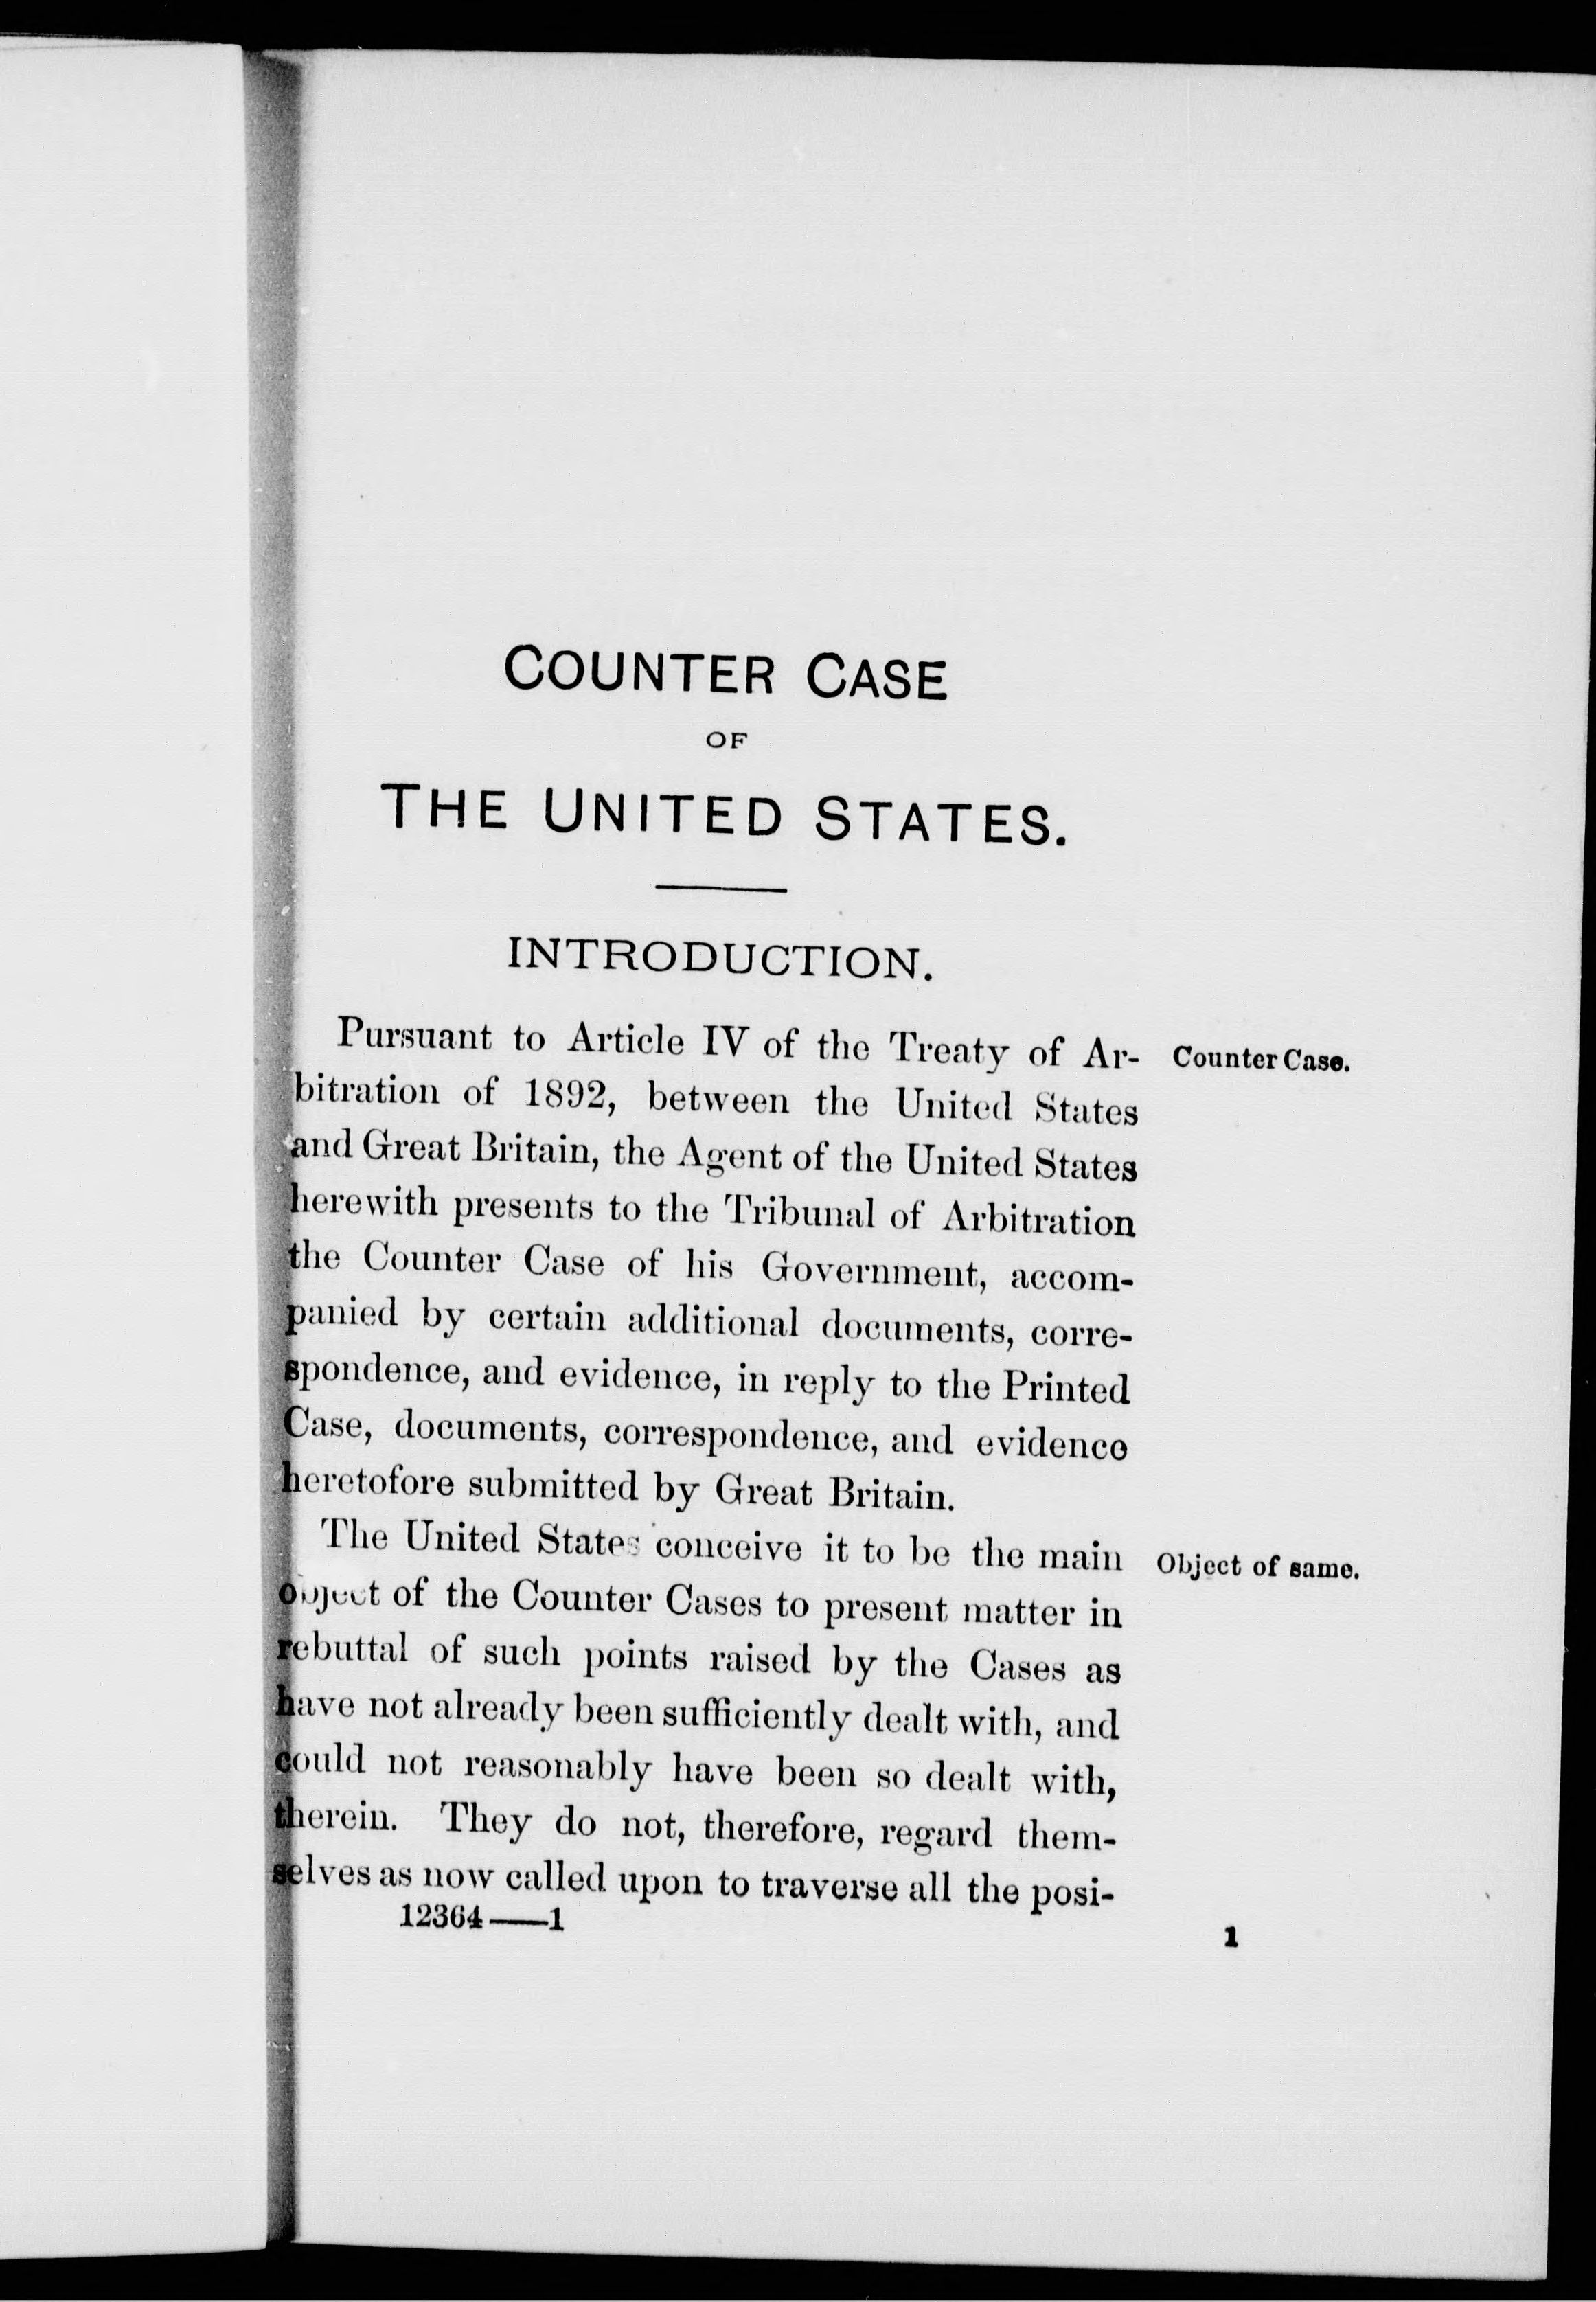 COUNTER CASE
OF
THE UNITED STATES.
INTRODUCTION.
Pursuant to Article IV of the Treaty of Ar-
Counter Case.
bitration of 1892, between the United States
and Great Britain, the Agent of the United States
herewith presents to the Tribunal of Arbitration
the Counter Case of his Government, accom-
panied by certain additional documents, corre-
spondence, and evidence, in reply to the Printed
Case, documents, correspondence, and evidence
heretofore submitted by Great Britain.
The United States conceive it to be the main
Object of same.
object of the Counter Cases to present matter in
rebuttal of such points raised by the Cases as
have not already been sufficiently dealt with, and
could not reasonably have been so dealt with,
therein. They do not, therefore, regard them-
selves as now called upon to traverse all the posi-
12364——1
1